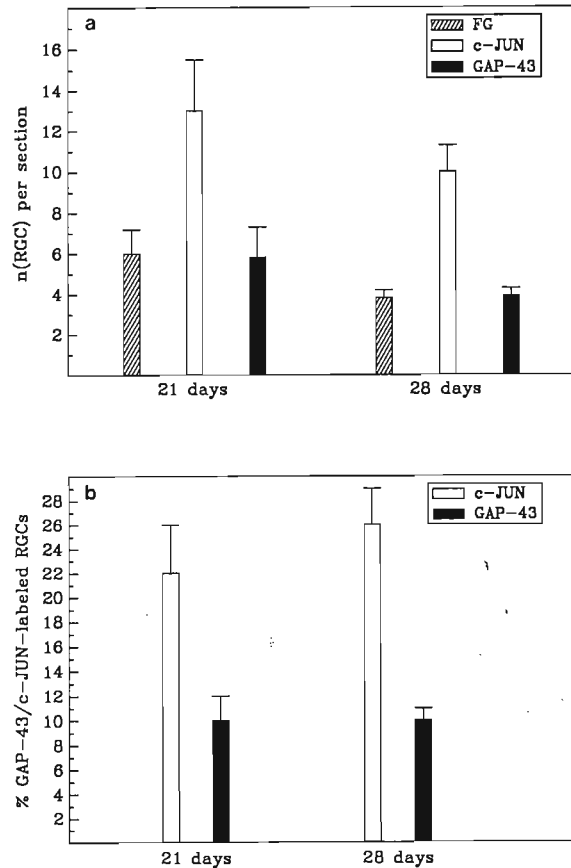 a
FG
c-JUN
GAP-43
n(RGC) per section
16
14
12
10
8
6
4
2
21 days
28 days
b
c-JUN
GAP-43
% GAP-43/c-JUN-labeled RGCs
28
26
24
22
20
18
16
14
12
10
8
6
4
2
21 days
28 days